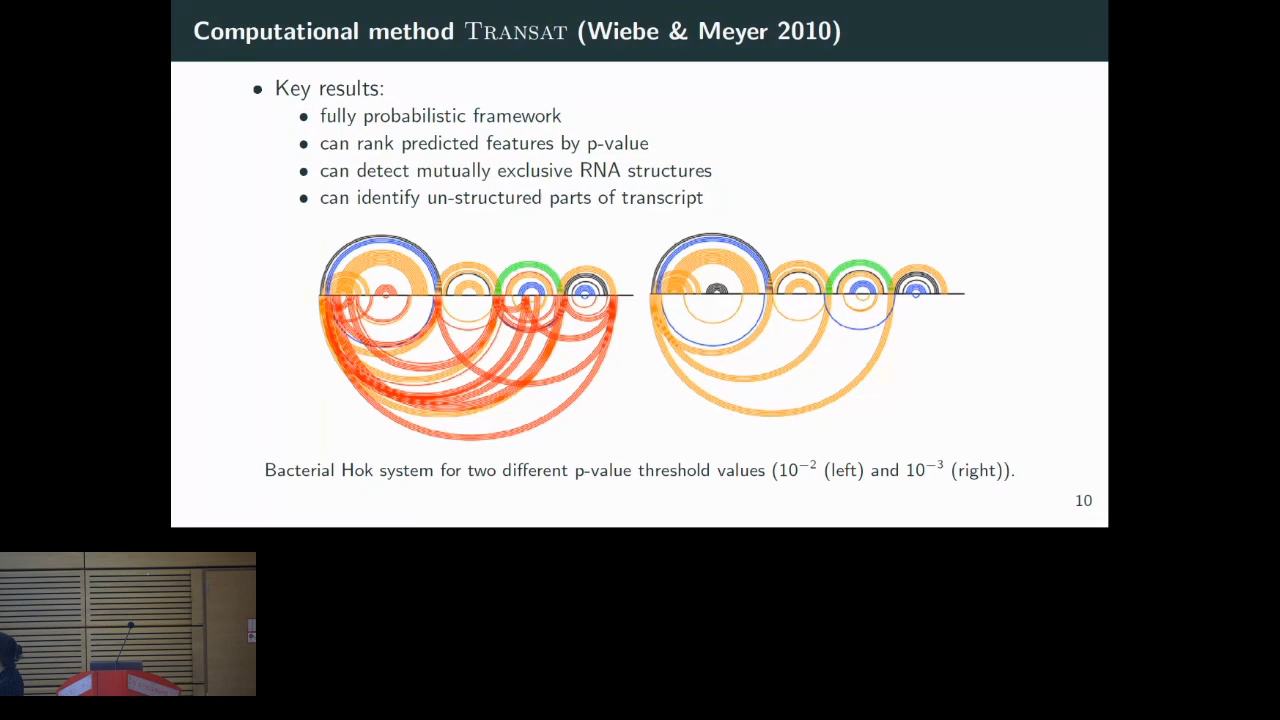 Computational method TRANSAT (Wiebe & Meyer 2010)
• Key results:
• fully probabilistic framework
• can rank predicted features by p-value
• can detect mutually exclusive RNA structures
• can identify un-structured parts of transcript
Bacterial Hok system for two different p-value threshold values (10⁻² (left) and 10⁻³ (right)).
10